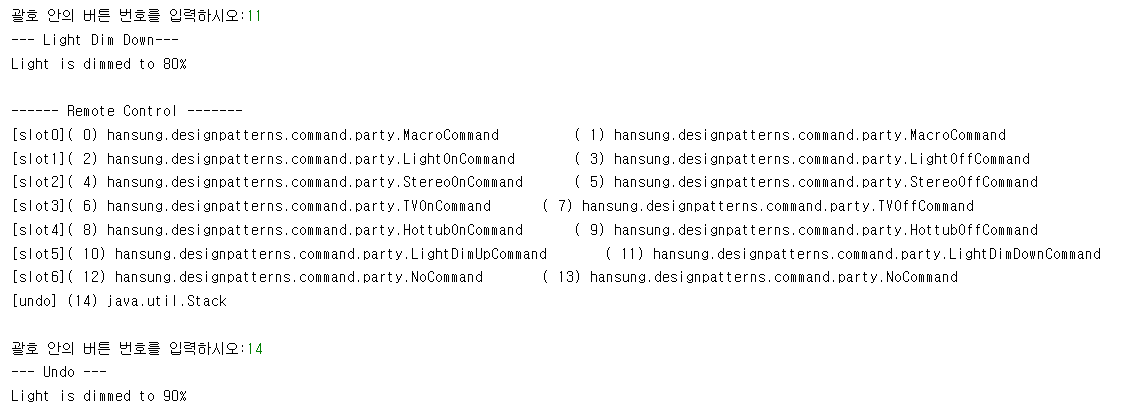 괄호 안의 버튼 번호를 입력하시오:11
--- Light Dim Down---
Light is dimmed to 80%
------ Remote Control -------
[slot0]( 0) hansung.designpatterns.command.party.MacroCommand ( 1) hansung.designpatterns.command.party.MacroCommand
[slot1]( 2) hansung.designpatterns.command.party.LightOnCommand ( 3) hansung.designpatterns.command.party.LightOffCommand
[slot2]( 4) hansung.designpatterns.command.party.StereoOnCommand ( 5) hansung.designpatterns.command.party.StereoOffCommand
[slot3]( 6) hansung.designpatterns.command.party.TVOnCommand ( 7) hansung.designpatterns.command.party.TVOffCommand
[slot4]( 8) hansung.designpatterns.command.party.HottubOnCommand ( 9) hansung.designpatterns.command.party.HottubOffCommand
[slot5]( 10) hansung.designpatterns.command.party.LightDimUpCommand ( 11) hansung.designpatterns.command.party.LightDimDownCommand
[slot6]( 12) hansung.designpatterns.command.party.NoCommand ( 13) hansung.designpatterns.command.party.NoCommand
[undo] (14) java.util.Stack
괄호 안의 버튼 번호를 입력하시오:14
--- Undo ---
Light is dimmed to 90%